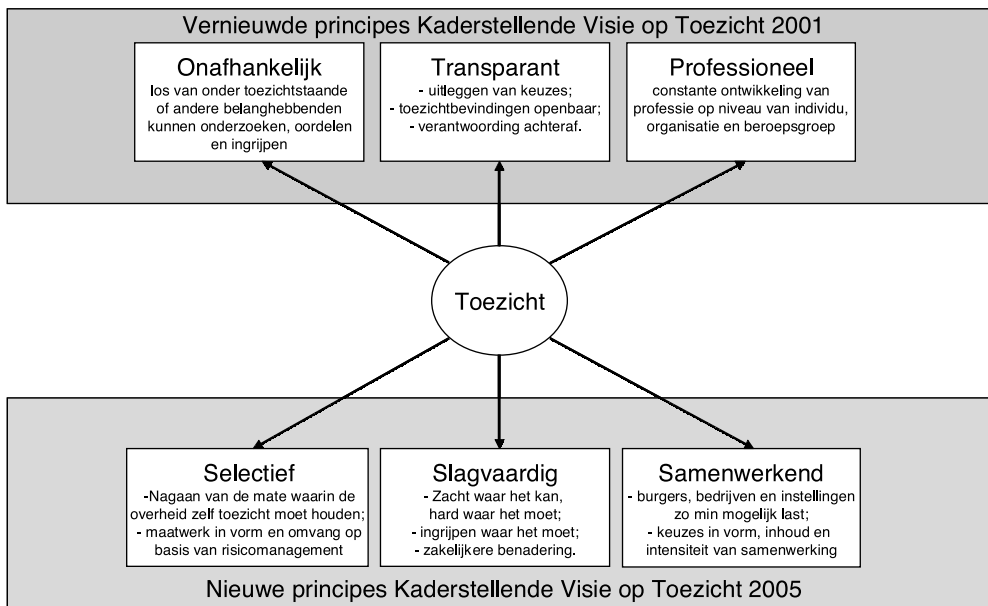 Vernieuwde principes Kaderstellende Visie op Toezicht 2001
Onafhankelijk
los van onder toezichtstaande
of andere belanghebbenden
kunnen onderzoeken, oordelen
en ingrijpen
Transparant
- uitleggen van keuzes;
- toezichtbevindingen openbaar;
- verantwoording achteraf.
Professioneel
constante ontwikkeling van
professie op niveau van individu,
organisatie en beroepsgroep
Toezicht
Selectief
-Nagaan van de mate waarin de
overheid zelf toezicht moet houden;
- maatwerk in vorm en omvang op
basis van risicomanagement
Slagvaardig
- Zacht waar het kan,
hard waar het moet;
- ingrijpen waar het moet;
- zakelijkere benadering.
Samenwerkend
- burgers, bedrijven en instellingen
zo min mogelijk last;
- keuzes in vorm, inhoud en
intensiteit van samenwerking
Nieuwe principes Kaderstellende Visie op Toezicht 2005